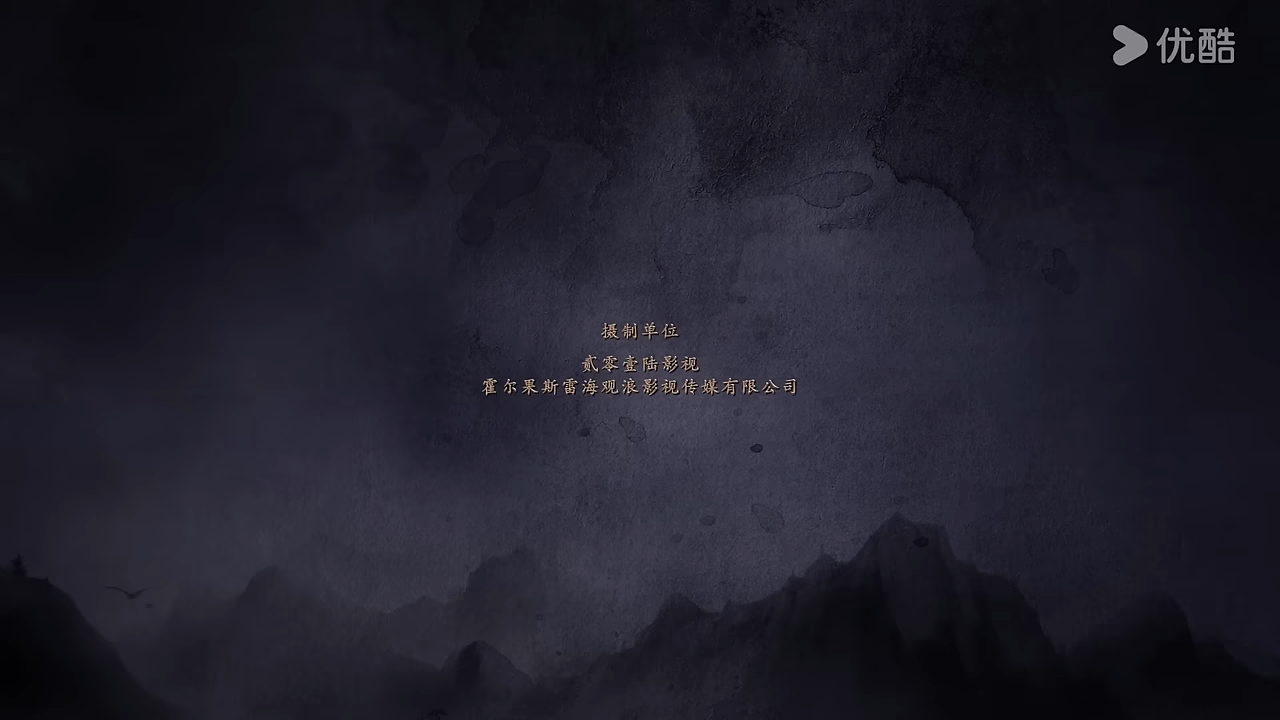 优酷
摄制单位
贰零壹陆影视
霍尔果斯雷海观浪影视传媒有限公司